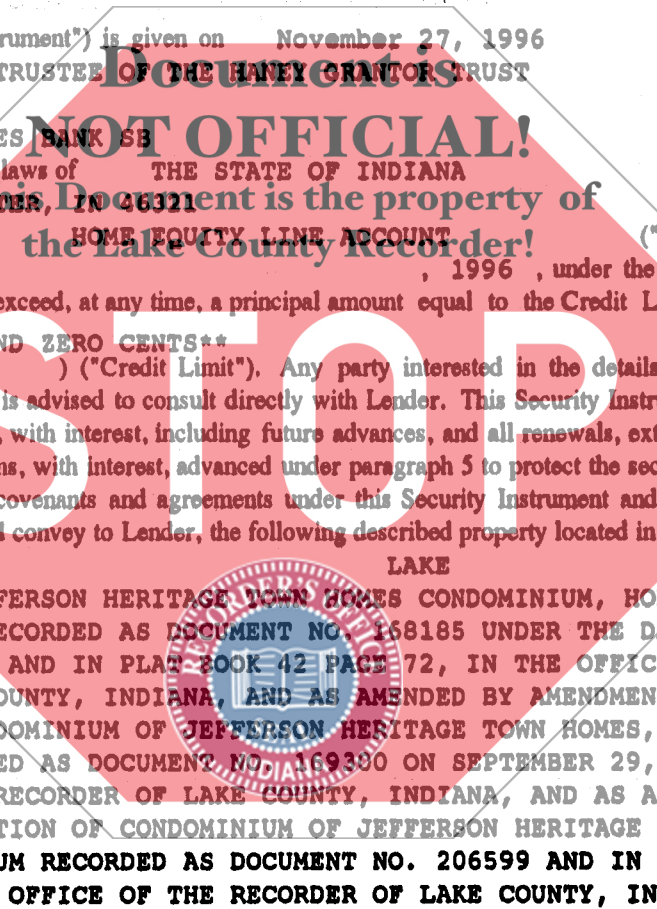 rument") is given on November 27, 1996
TRUSTEE OF THE HANEY GRANTOR TRUST
Document is
ES BANK SB
NOT OFFICIAL!
laws of THE STATE OF INDIANA
This Document is the property of
DER, IN 46321
HOME EQUITY LINE ACCOUNT ("
the Lake County Recorder!
, 1996 , under the
exceed, at any time, a principal amount equal to the Credit L
ND ZERO CENTS**
) ("Credit Limit"). Any party interested in the details
is advised to consult directly with Lender. This Security Instr
, with interest, including future advances, and all renewals, ext
ns, with interest, advanced under paragraph 5 to protect the sec
covenants and agreements under this Security Instrument and
d convey to Lender, the following described property located in
STOP
LAKE
FERSON HERITAGE TOWN HOMES CONDOMINIUM, HO
ECORDED AS DOCUMENT NO. 168185 UNDER THE D
AND IN PLAT BOOK 42 PAGE 72, IN THE OFFIC
OUNTY, INDIANA, AND AS AMENDED BY AMENDMEN
DOMINIUM OF JEFFERSON HERITAGE TOWN HOMES,
ED AS DOCUMENT NO. 169300 ON SEPTEMBER 29,
RECORDER OF LAKE COUNTY, INDIANA, AND AS A
TION OF CONDOMINIUM OF JEFFERSON HERITAGE
UM RECORDED AS DOCUMENT NO. 206599 AND IN
OFFICE OF THE RECORDER OF LAKE COUNTY, IN
RECORDER'S OFFICE
INDIANA